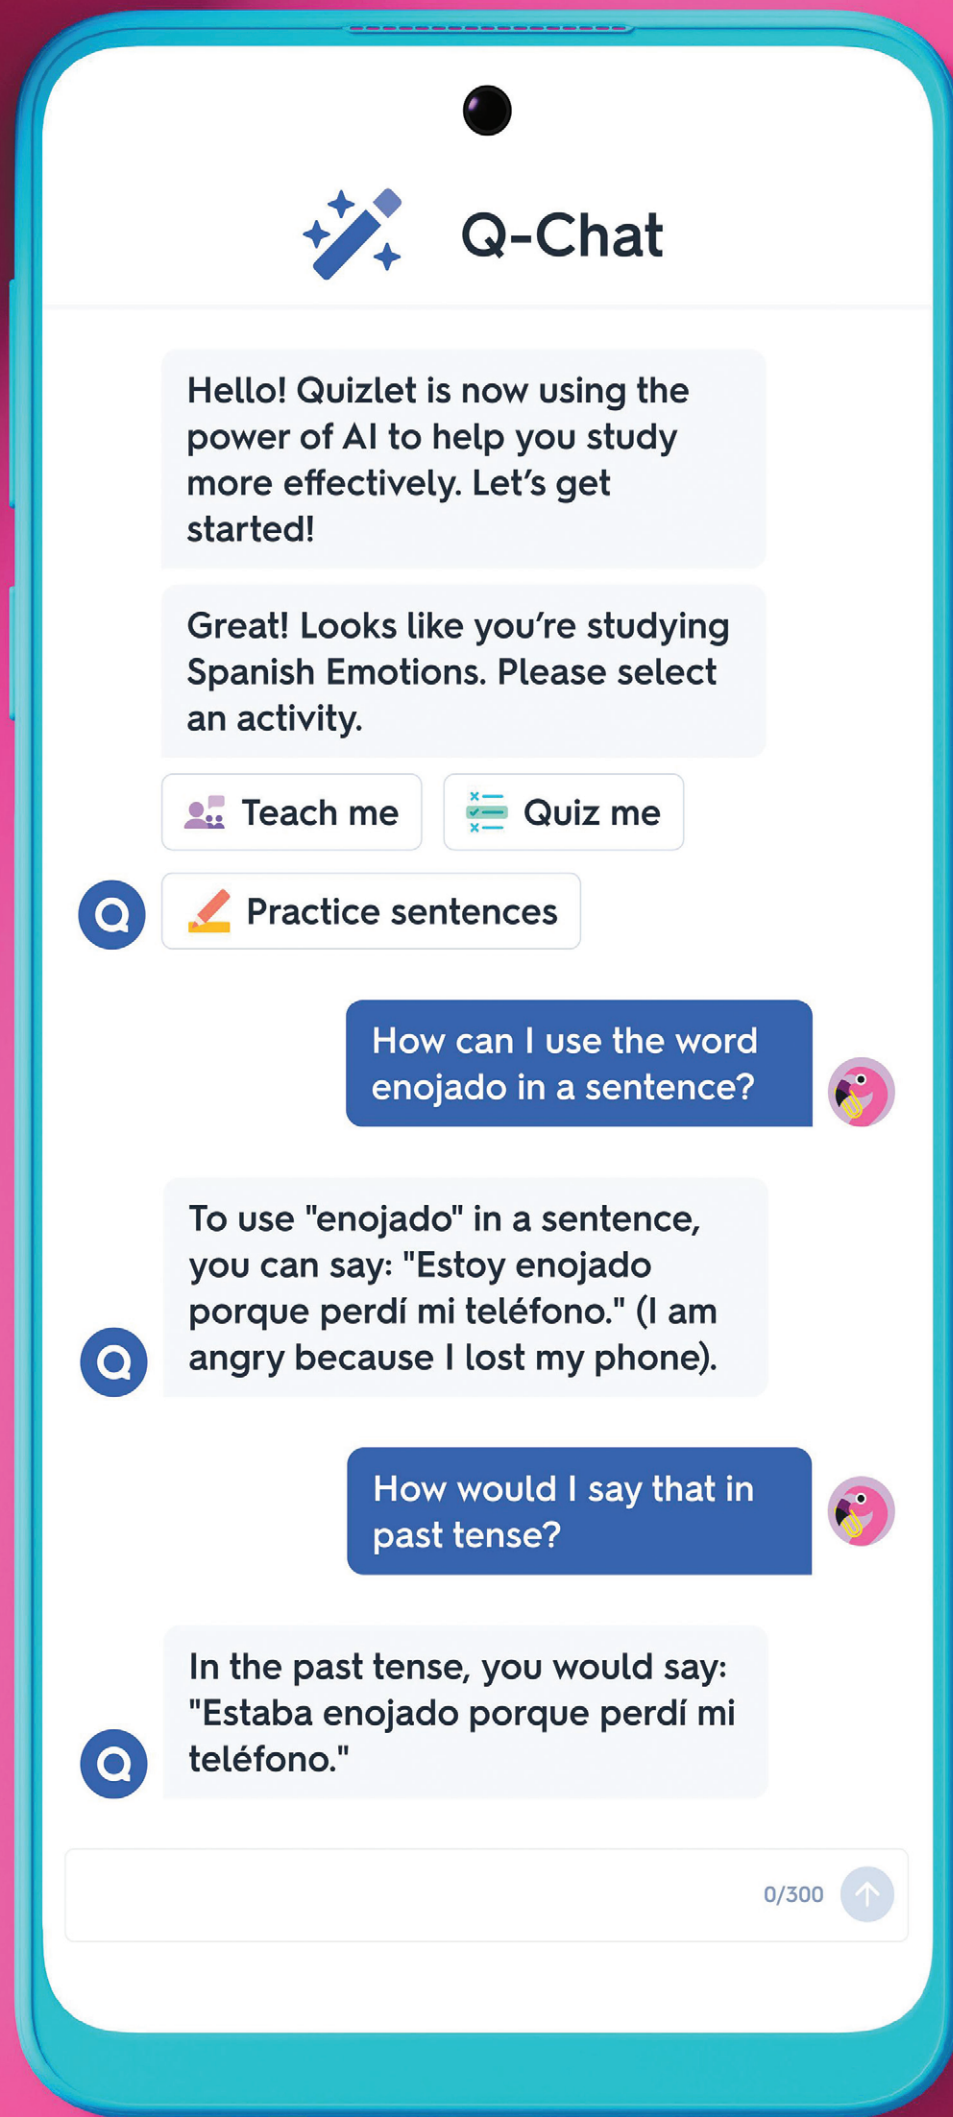 Q-Chat
Hello! Quizlet is now using the
power of AI to help you study
more effectively. Let’s get
started!
Great! Looks like you’re studying
Spanish Emotions. Please select
an activity.
Teach me
Quiz me
Q
Practice sentences
How can I use the word
enojado in a sentence?
To use "enojado" in a sentence,
you can say: "Estoy enojado
porque perdí mi teléfono." (I am
angry because I lost my phone).
Q
How would I say that in
past tense?
In the past tense, you would say:
"Estaba enojado porque perdí mi
teléfono."
Q
0/300